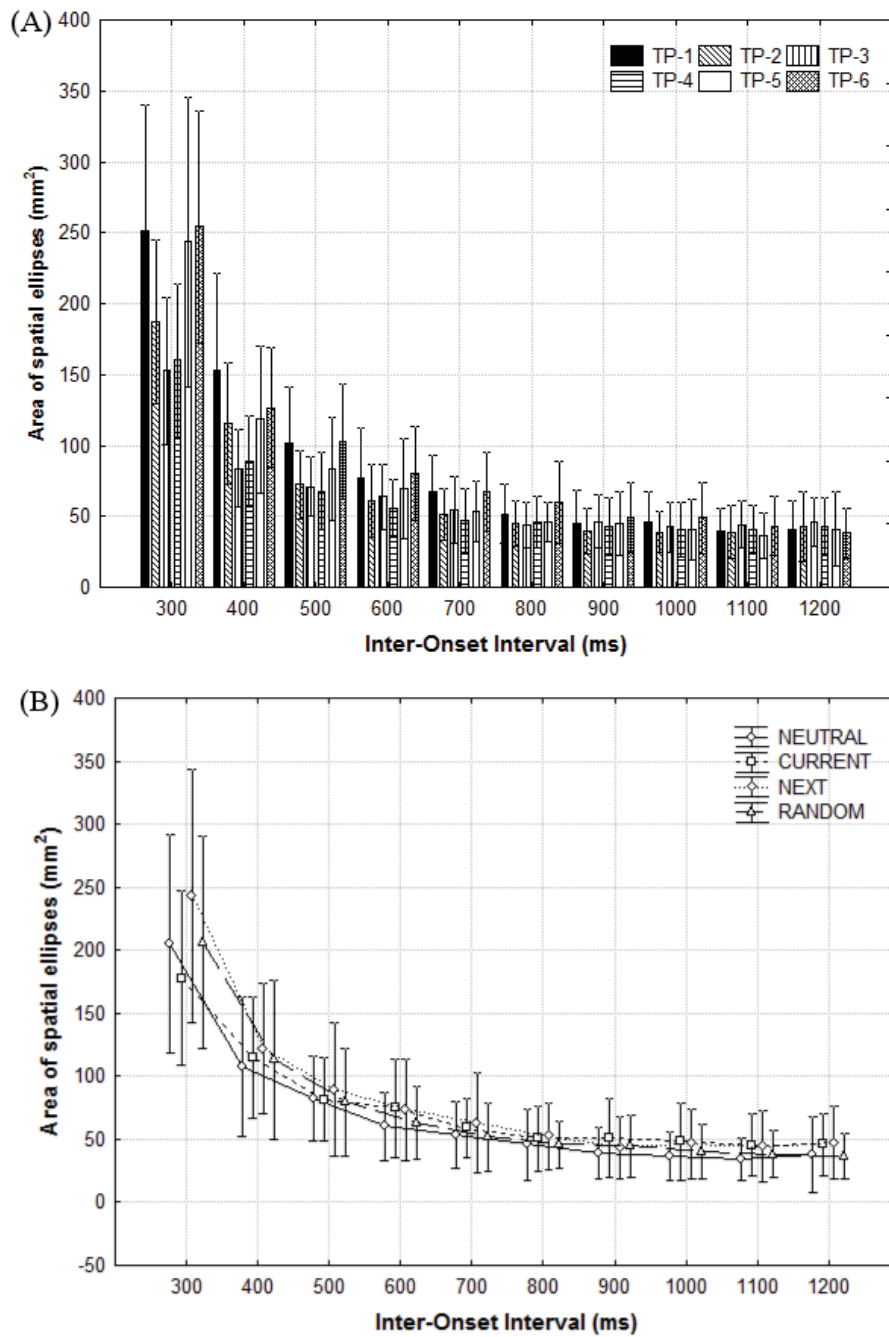 (A)
400
350
300
250
200
150
100
50
0
Area of spatial ellipses (mm²)
TP-1 TP-2 TP-3
TP-4 TP-5 TP-6
300 400 500 600 700 800 900 1000 1100 1200
Inter-Onset Interval (ms)
(B)
400
350
300
250
200
150
100
50
0
-50
Area of spatial ellipses (mm²)
NEUTRAL
CURRENT
NEXT
RANDOM
300 400 500 600 700 800 900 1000 1100 1200
Inter-Onset Interval (ms)